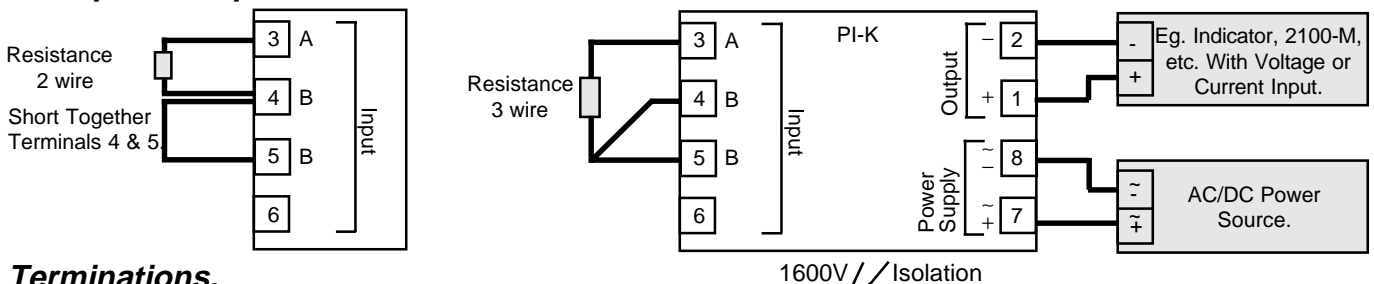 Resistance
2 wire
Short Together
Terminals 4 & 5.
3 A
4 B
5 B
6
Input
Resistance
3 wire
3 A
4 B
5 B
6
Input
PI-K
Output
− 2
+ 1
Power
Supply
~
− 8
~
+ 7
-
+
Eg. Indicator, 2100-M,
etc. With Voltage or
Current Input.
~
-
~
+
AC/DC Power
Source.
1600V//Isolation
Terminations.